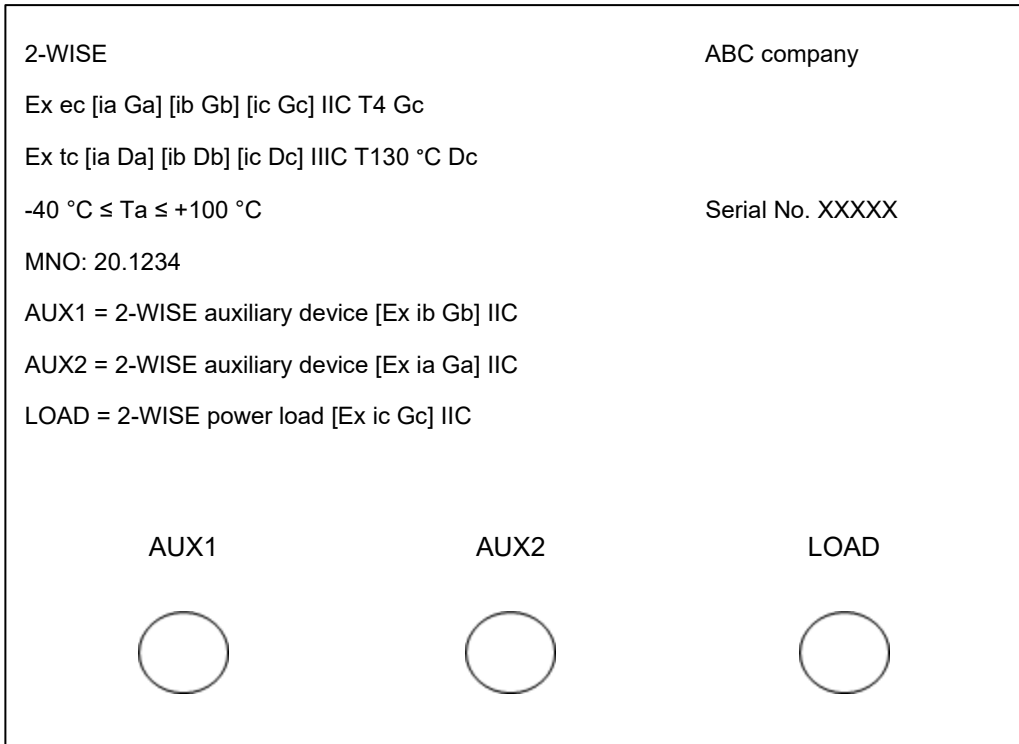 2-WISE ABC company
Ex ec [ia Ga] [ib Gb] [ic Gc] IIC T4 Gc
Ex tc [ia Da] [ib Db] [ic Dc] IIIC T130 °C Dc
-40 °C ≤ Ta ≤ +100 °C Serial No. XXXXX
MNO: 20.1234
AUX1 = 2-WISE auxiliary device [Ex ib Gb] IIC
AUX2 = 2-WISE auxiliary device [Ex ia Ga] IIC
LOAD = 2-WISE power load [Ex ic Gc] IIC
AUX1 AUX2 LOAD